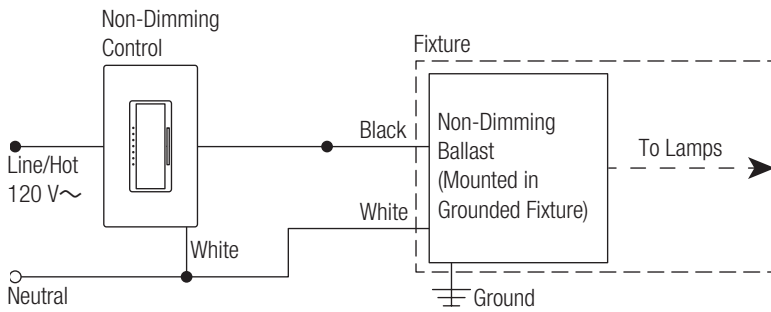 Non-Dimming
Control
Fixture
Black
Non-Dimming
Ballast
(Mounted in
Grounded Fixture)
To Lamps
Line/Hot
120 V～
White
White
Neutral
Ground